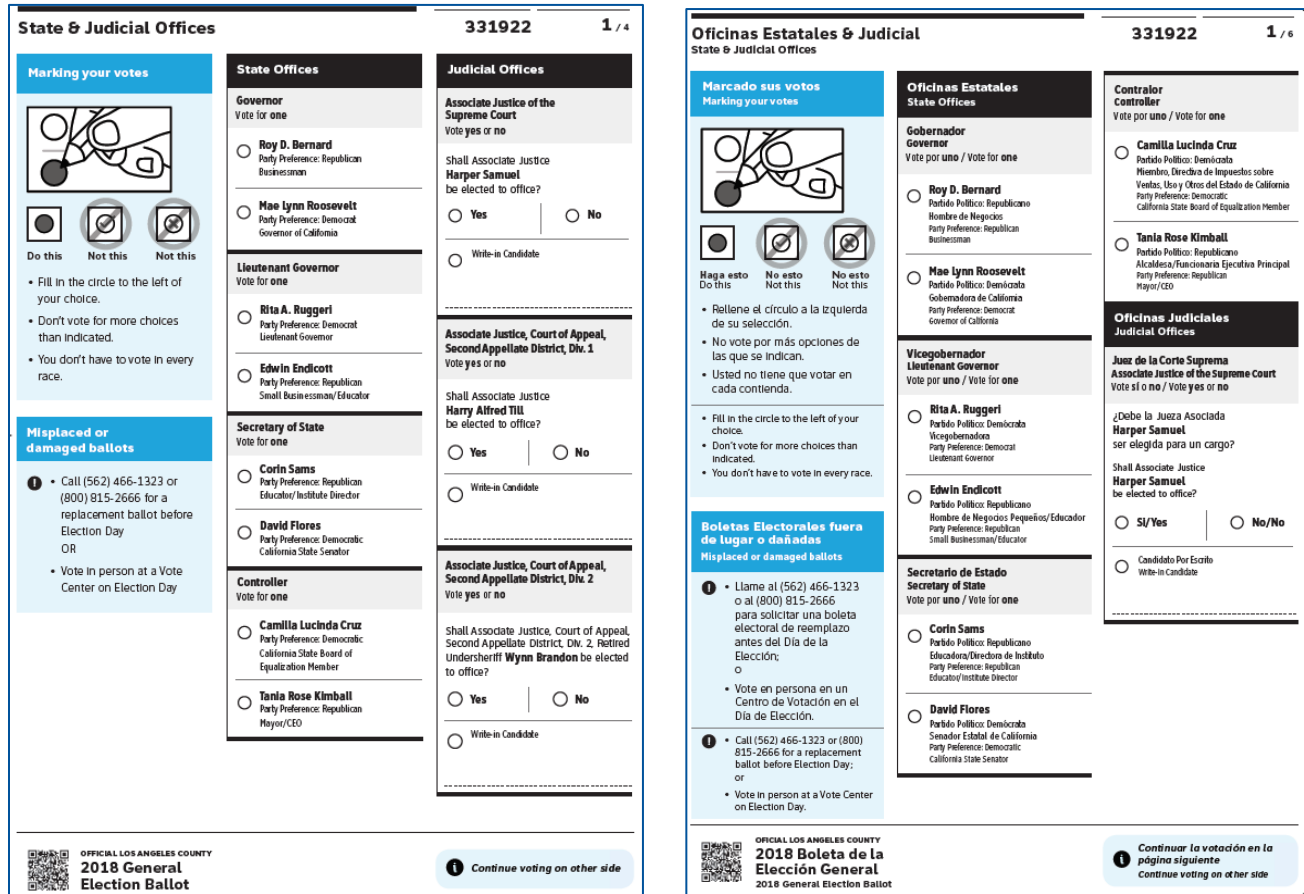 State & Judicial Offices
331922
1 / 4
Marking your votes
Do this
Not this
Not this
• Fill in the circle to the left of
your choice.
• Don't vote for more choices
than indicated.
• You don't have to vote in every
race.
Misplaced or
damaged ballots
• Call (562) 466-1323 or
(800) 815-2666 for a
replacement ballot before
Election Day
OR
• Vote in person at a Vote
Center on Election Day
State Offices
Governor
Vote for one
Roy D. Bernard
Party Preference: Republican
Businessman
Mae Lynn Roosevelt
Party Preference: Democrat
Governor of California
Lieutenant Governor
Vote for one
Rita A. Ruggeri
Party Preference: Democrat
Lieutenant Governor
Edwin Endicott
Party Preference: Republican
Small Businessman/Educator
Secretary of State
Vote for one
Corin Sams
Party Preference: Republican
Educator/Institute Director
David Flores
Party Preference: Democratic
California State Senator
Controller
Vote for one
Camilla Lucinda Cruz
Party Preference: Democratic
California State Board of
Equalization Member
Tania Rose Kimball
Party Preference: Republican
Mayor/CEO
Judicial Offices
Associate Justice of the
Supreme Court
Vote yes or no
Shall Associate Justice
Harper Samuel
be elected to office?
Yes
No
Write-in Candidate
Associate Justice, Court of Appeal,
Second Appellate District, Div. 1
Vote yes or no
Shall Associate Justice
Harry Alfred Till
be elected to office?
Yes
No
Write-in Candidate
Associate Justice, Court of Appeal,
Second Appellate District, Div. 2
Vote yes or no
Shall Associate Justice, Court of Appeal,
Second Appellate District, Div. 2, Retired
Undersheriff Wynn Brandon be elected
to office?
Yes
No
Write-in Candidate
OFFICIAL LOS ANGELES COUNTY
2018 General
Election Ballot
Continue voting on other side
Oficinas Estatales & Judicial
State & Judicial Offices
331922
1 / 6
Marcado sus votos
Marking your votes
Haga esto
Do this
No esto
Not this
No esto
Not this
• Rellene el círculo a la izquierda
de su selección.
• No vote por más opciones de
las que se indican.
• Usted no tiene que votar en
cada contienda.
• Fill in the circle to the left of your
choice.
• Don't vote for more choices than
indicated.
• You don't have to vote in every race.
Boletas Electorales fuera
de lugar o dañadas
Misplaced or damaged ballots
• Llame al (562) 466-1323
o al (800) 815-2666
para solicitar una boleta
electoral de reemplazo
antes del Día de la
Elección;
o
• Vote en persona en un
Centro de Votación en el
Día de Elección.
• Call (562) 466-1323 or (800)
815-2666 for a replacement
ballot before Election Day;
or
• Vote in person at a Vote Center
on Election Day.
Oficinas Estatales
State Offices
Gobernador
Governor
Vote por uno / Vote for one
Roy D. Bernard
Partido Político: Republicano
Hombre de Negocios
Party Preference: Republican
Businessman
Mae Lynn Roosevelt
Partido Político: Demócrata
Gobernadora de California
Party Preference: Democrat
Governor of California
Vicegobernador
Lieutenant Governor
Vote por uno / Vote for one
Rita A. Ruggeri
Partido Político: Demócrata
Vicegobernadora
Party Preference: Democrat
Lieutenant Governor
Edwin Endicott
Partido Político: Republicano
Hombre de Negocios Pequeños/Educador
Party Preference: Republican
Small Businessman/Educator
Secretario de Estado
Secretary of State
Vote por uno / Vote for one
Corin Sams
Partido Político: Republicano
Educadora/Directora de Instituto
Party Preference: Republican
Educator/Institute Director
David Flores
Partido Político: Demócrata
Senador Estatal de California
Party Preference: Democratic
California State Senator
Contralor
Controller
Vote por uno / Vote for one
Camilla Lucinda Cruz
Partido Político: Demócrata
Miembro, Directiva de Impuestos sobre
Ventas, Uso y Otros del Estado de California
Party Preference: Democratic
California State Board of Equalization Member
Tania Rose Kimball
Partido Político: Republicano
Alcaldesa/Funcionaria Ejecutiva Principal
Party Preference: Republican
Mayor/CEO
Oficinas Judiciales
Judicial Offices
Juez de la Corte Suprema
Associate Justice of the Supreme Court
Vote sí o no / Vote yes or no
¿Debe la Jueza Asociada
Harper Samuel
ser elegida para un cargo?
Shall Associate Justice
Harper Samuel
be elected to office?
Sí/Yes
No/No
Candidato Por Escrito
Write-in Candidate
OFICIAL LOS ANGELES COUNTY
2018 Boleta de la
Elección General
2018 General Election Ballot
Continuar la votación en la
página siguiente
Continue voting on other side